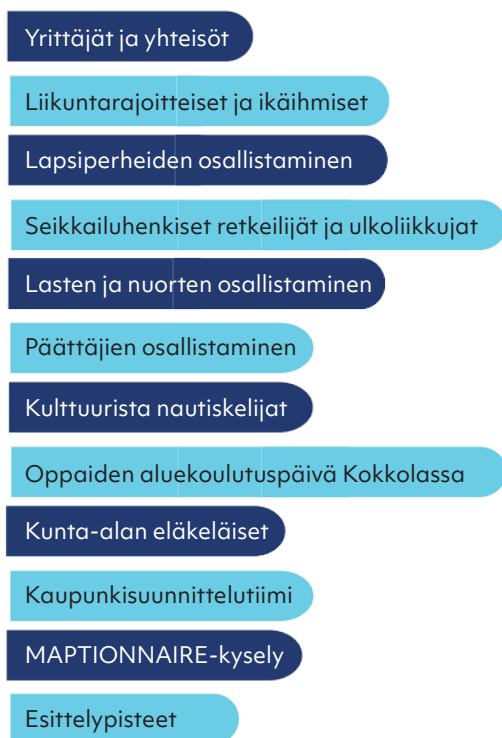 Yrittäjät ja yhteisöt
Liikuntarajoitteiset ja ikäihmiset
Lapsiperheiden osallistaminen
Seikkailuhenkiset retkeilijät ja ulkoliikkujat
Lasten ja nuorten osallistaminen
Päättäjien osallistaminen
Kulttuurista nautiskelijat
Oppaiden aluekoulutuspäivä Kokkolassa
Kunta-alan eläkeläiset
Kaupunkisuunnittelutiimi
MAPTIONNAIRE-kysely
Esittelypisteet